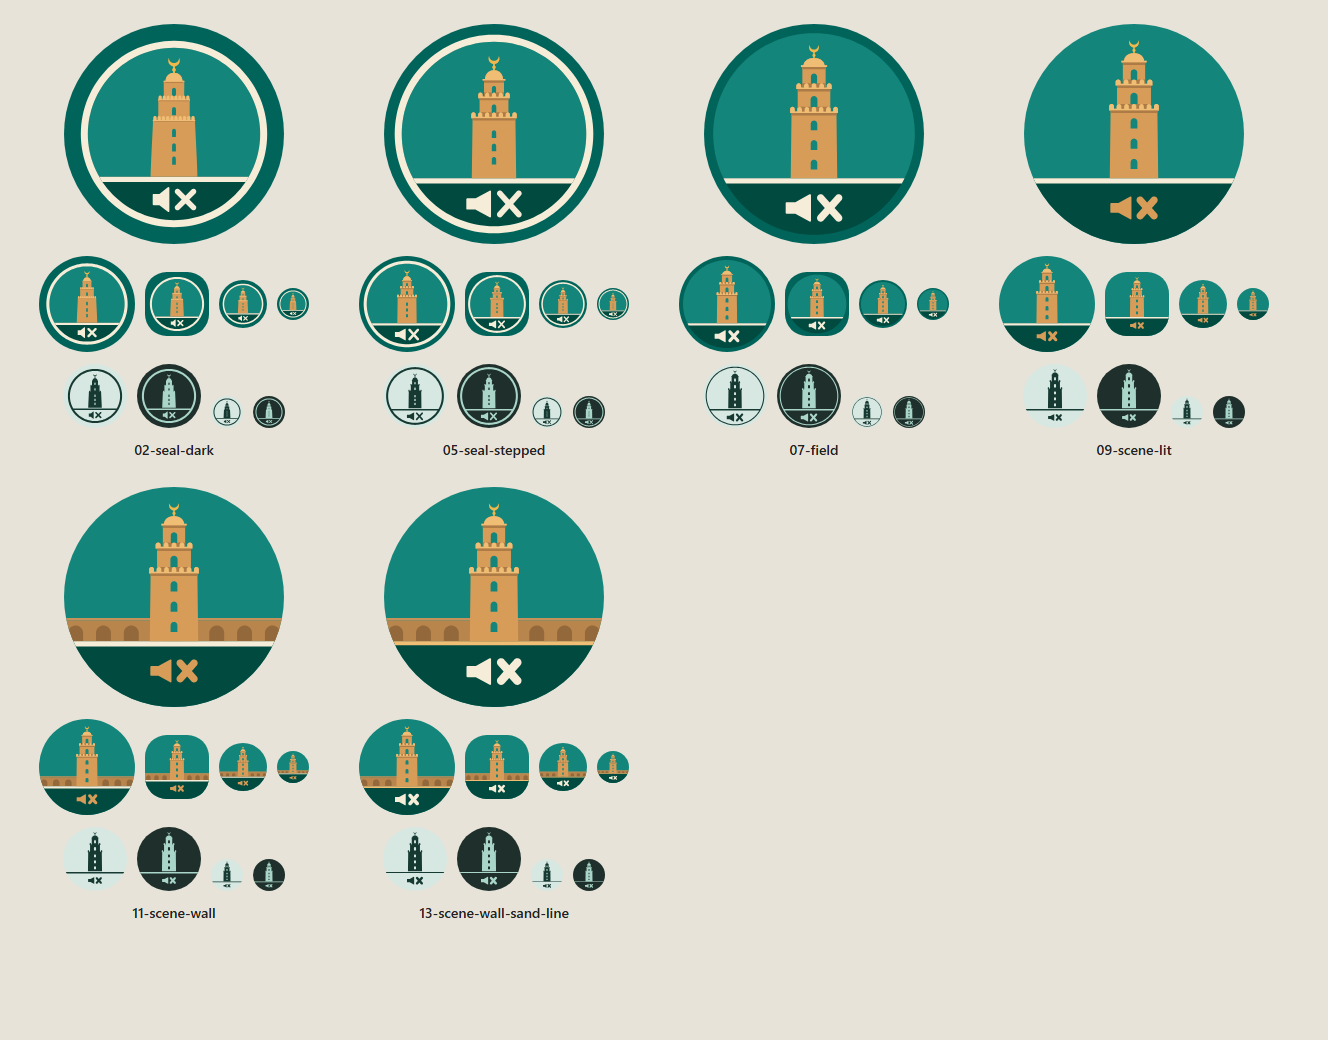 02-seal-dark
05-seal-stepped
07-field
09-scene-lit
11-scene-wall
13-scene-wall-sand-line